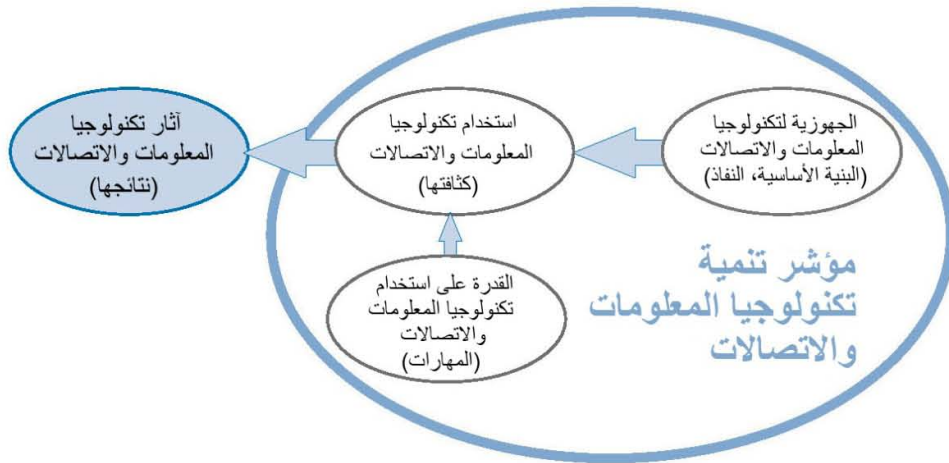 الجهوزية لتكنولوجيا
المعلومات والاتصالات
(البنية الأساسية، النفاذ)
استخدام تكنولوجيا
المعلومات والاتصالات
(كثافتها)
آثار تكنولوجيا
المعلومات والاتصالات
(نتائجها)
القدرة على استخدام
تكنولوجيا المعلومات
والاتصالات
(المهارات)
مؤشر تنمية
تكنولوجيا المعلومات
والاتصالات